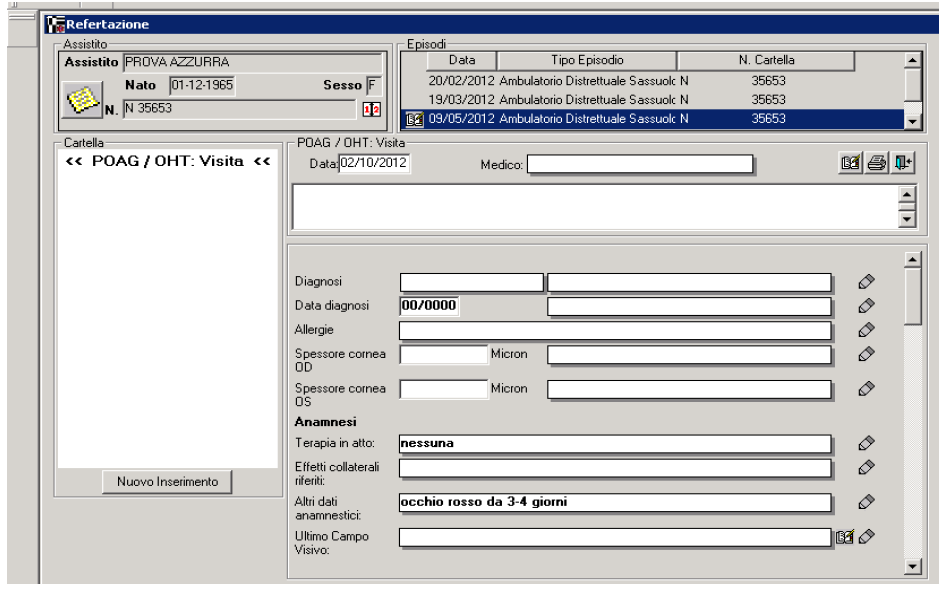 Refertazione
Assistito
Assistito PROVA AZZURRA
Nato 01-12-1965 Sesso F
N. N 35653
1 2
Episodi
Data Tipo Episodio N. Cartella
20/02/2012 Ambulatorio Distrettuale Sassuolo N 35653
19/03/2012 Ambulatorio Distrettuale Sassuolo N 35653
09/05/2012 Ambulatorio Distrettuale Sassuolo N 35653
Cartella
<< POAG / OHT: Visita <<
Nuovo Inserimento
POAG / OHT: Visita
Data: 02/10/2012 Medico:
Diagnosi
Data diagnosi 00/0000
Allergie
Spessore cornea Micron
OD
Spessore cornea Micron
OS
Anamnesi
Terapia in atto: nessuna
Effetti collaterali
riferiti:
Altri dati occhio rosso da 3-4 giorni
anamnestici:
Ultimo Campo
Visivo: